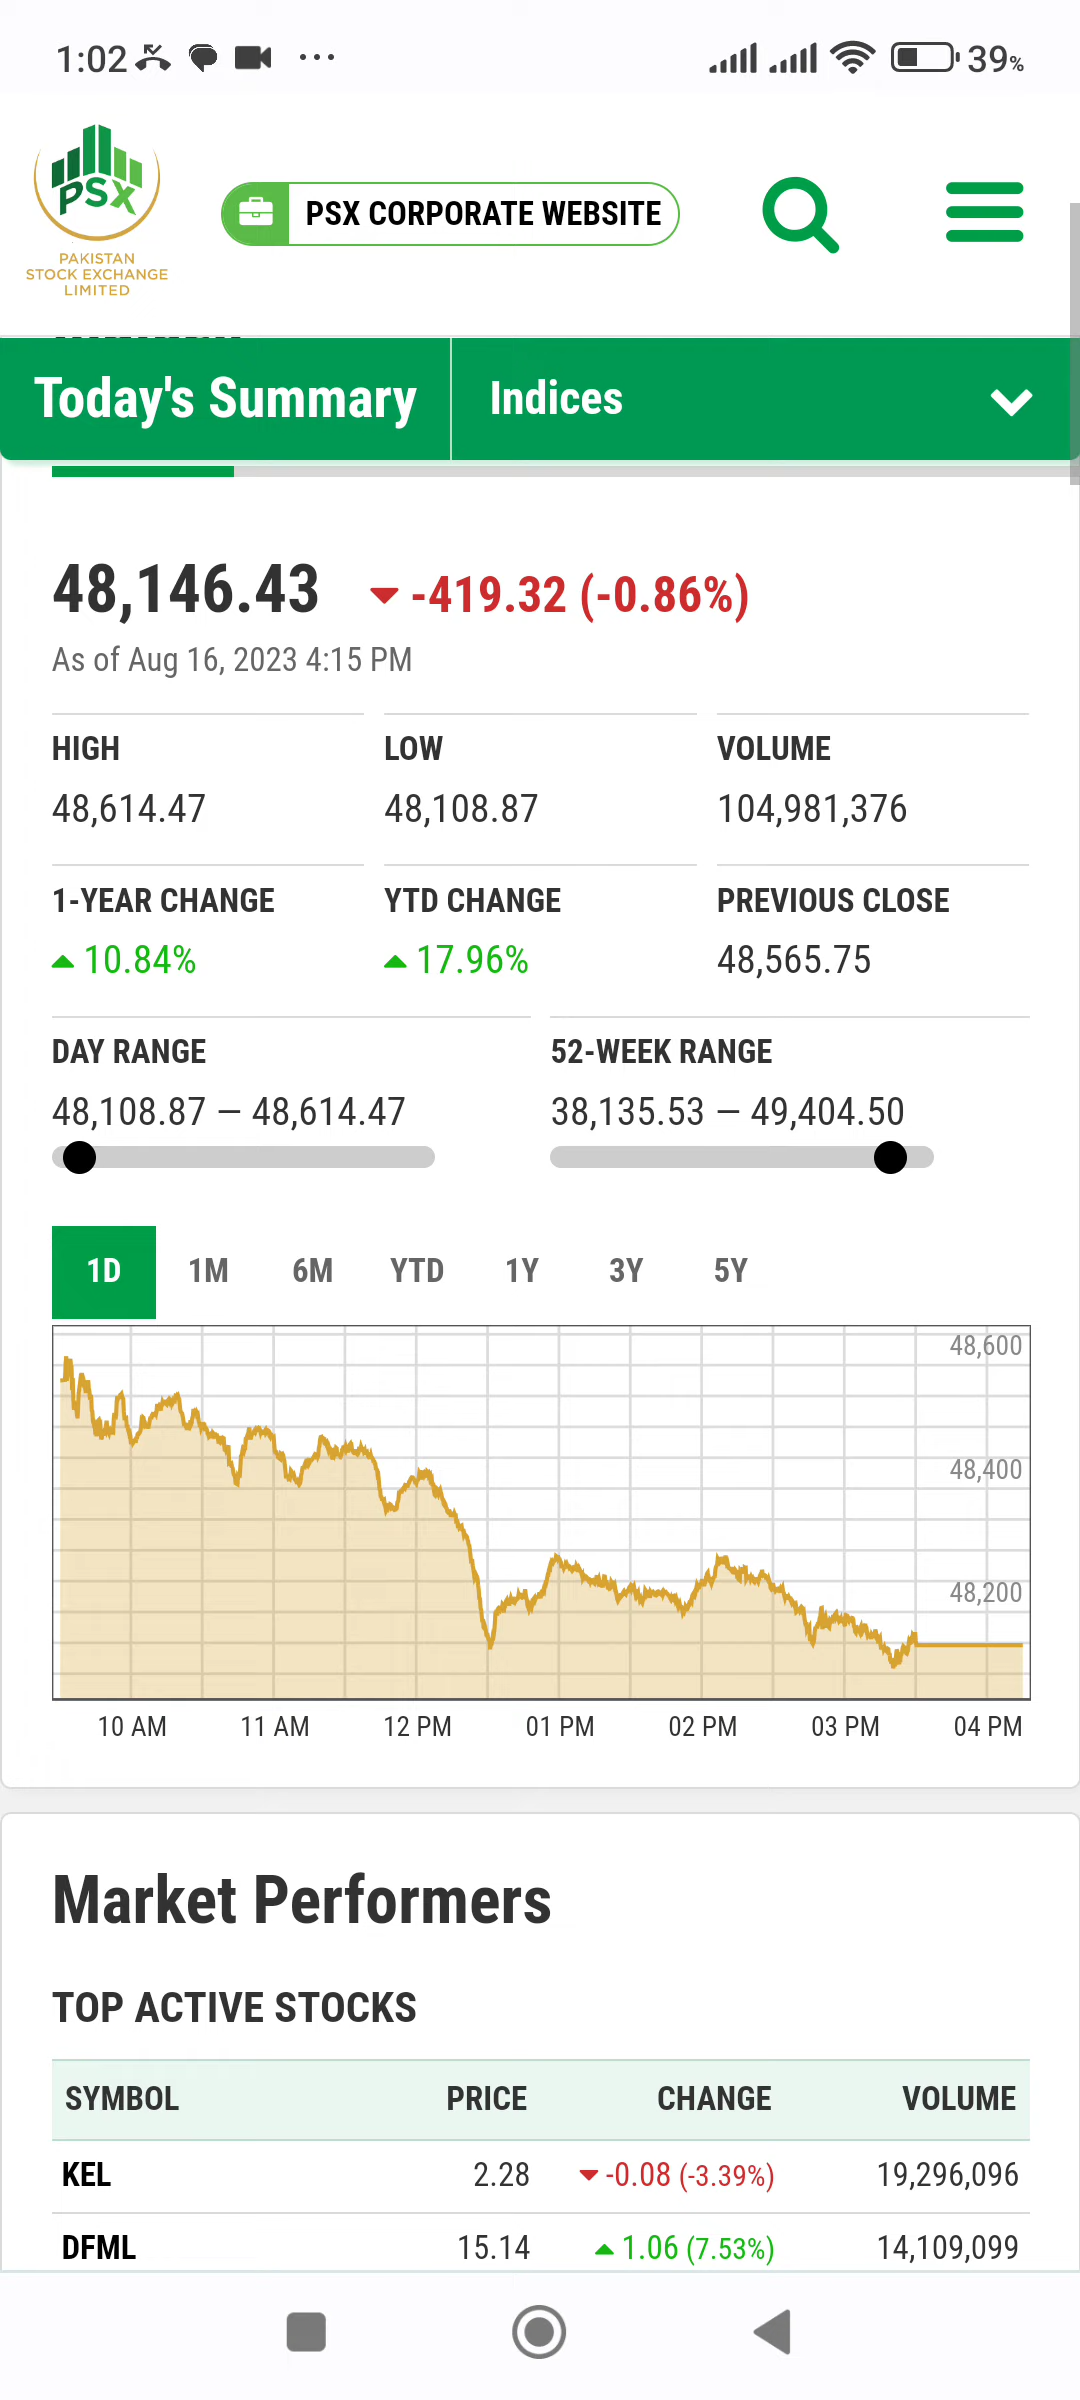 1:02
39%
PSX
PAKISTAN
STOCK EXCHANGE
LIMITED
PSX CORPORATE WEBSITE
Today's Summary
Indices
48,146.43 -419.32 (-0.86%)
As of Aug 16, 2023 4:15 PM
HIGH LOW VOLUME
48,614.47 48,108.87 104,981,376
1-YEAR CHANGE YTD CHANGE PREVIOUS CLOSE
10.84% 17.96% 48,565.75
DAY RANGE 52-WEEK RANGE
48,108.87 — 48,614.47 38,135.53 — 49,404.50
1D 1M 6M YTD 1Y 3Y 5Y
48,600
48,400
48,200
10 AM 11 AM 12 PM 01 PM 02 PM 03 PM 04 PM
Market Performers
TOP ACTIVE STOCKS
SYMBOL PRICE CHANGE VOLUME
KEL 2.28 -0.08 (-3.39%) 19,296,096
DFML 15.14 1.06 (7.53%) 14,109,099